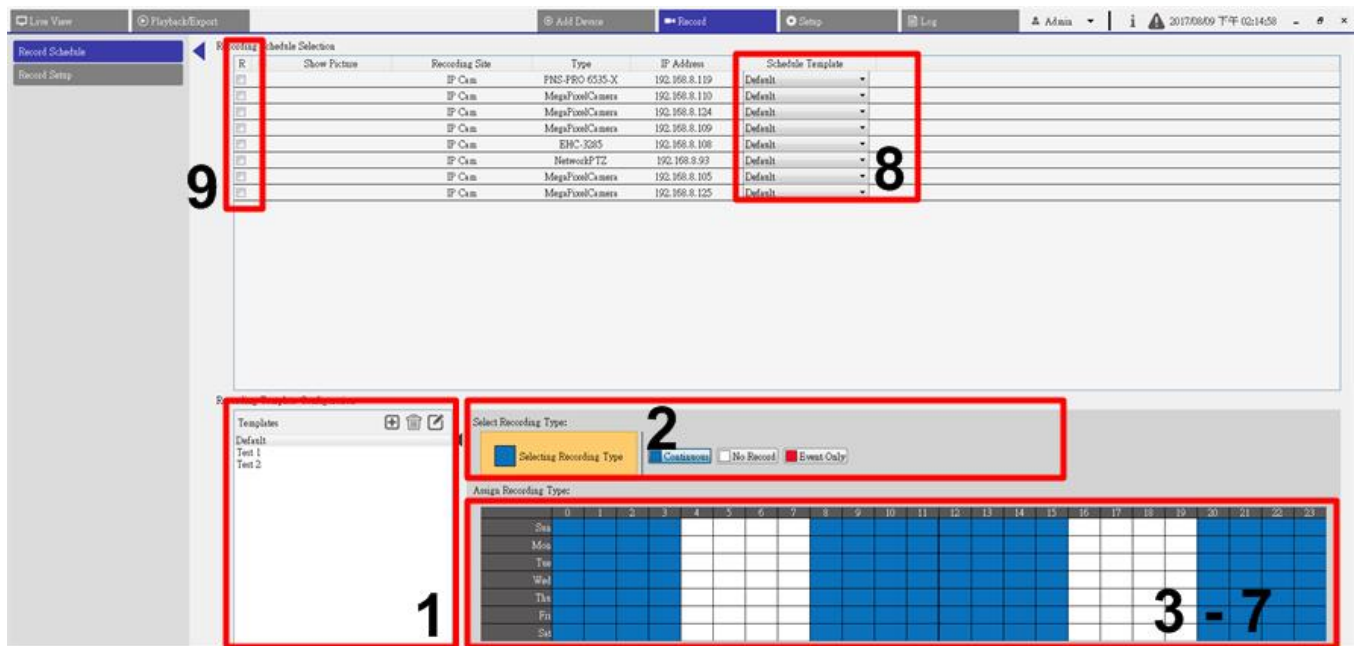 Live View Playback/Export Add Device Record Setup Log Admin i 2017/08/09 下午 02:14:58
Record Schedule
Record Setup
Recording Schedule Selection
R Show Picture Recording Site Type IP Address Schedule Template
IP Cam PNS-PRO 6535-X 192.168.8.119 Default
IP Cam MegaPixelCamera 192.168.8.110 Default
IP Cam MegaPixelCamera 192.168.8.124 Default
IP Cam MegaPixelCamera 192.168.8.109 Default
IP Cam EHC-3285 192.168.8.108 Default
IP Cam NetworkPTZ 192.168.8.93 Default
IP Cam MegaPixelCamera 192.168.8.105 Default
IP Cam MegaPixelCamera 192.168.8.125 Default
9
8
Recording Template Configuration
Templates
Default
Test 1
Test 2
1
Select Recording Type:
2
Selecting Recording Type Continuous No Record Event Only
Assign Recording Type:
0 1 2 3 4 5 6 7 8 9 10 11 12 13 14 15 16 17 18 19 20 21 22 23
Sun
Mon
Tue
Wed
Thu
Fri
Sat
3 - 7